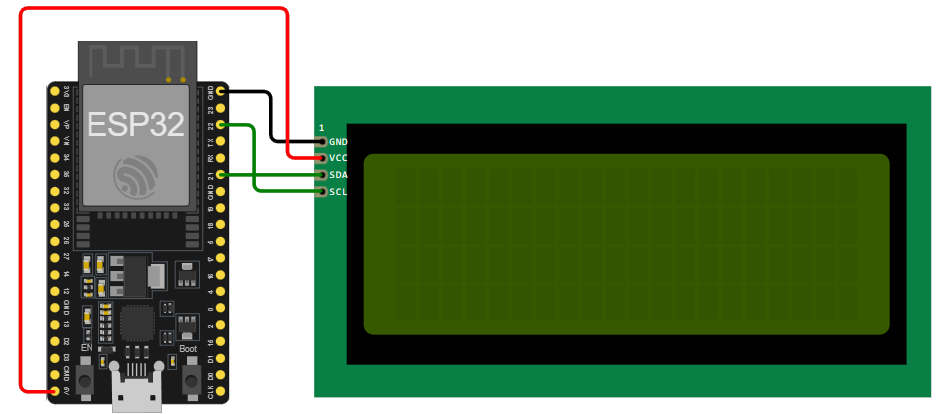 ESP32
3V3
EN
VP
VN
34
35
32
33
25
26
27
14
12
GND
13
D2
D3
CMD
5V
GND
23
22
TX
RX
21
GND
19
18
5
17
16
4
0
2
15
D1
D0
CLK
EN
Boot
1
GND
VCC
SDA
SCL